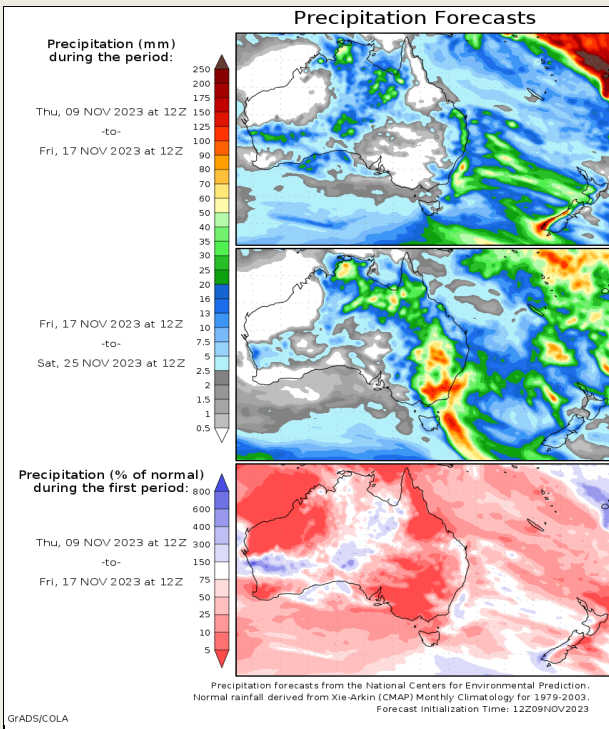 Precipitation Forecasts
Precipitation (mm)
during the period:
Thu, 09 NOV 2023 at 12Z
-to-
Fri, 17 NOV 2023 at 12Z
250
200
175
150
125
100
90
80
70
60
50
40
35
30
25
20
16
13
10
7.5
5
2.5
2
1.5
1
0.5
Fri, 17 NOV 2023 at 12Z
-to-
Sat, 25 NOV 2023 at 12Z
Precipitation (% of normal)
during the first period:
Thu, 09 NOV 2023 at 12Z
-to-
Fri, 17 NOV 2023 at 12Z
800
600
400
300
150
75
50
25
10
5
Precipitation forecasts from the National Centers for Environmental Prediction.
Normal rainfall derived from Xie-Arkin (CMAP) Monthly Climatology for 1979-2003.
Forecast Initialization Time: 12Z09NOV2023
GrADS/COLA